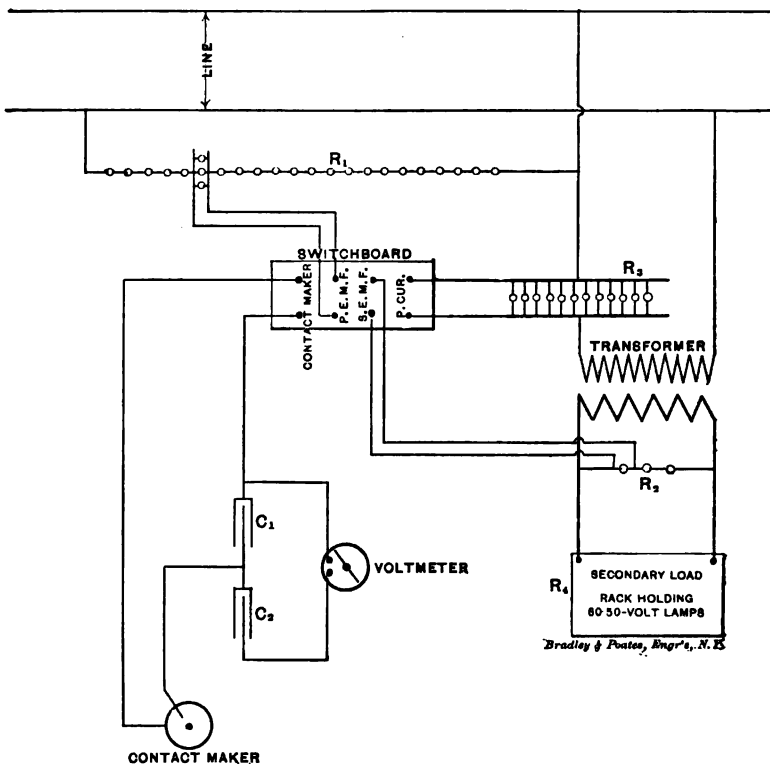 LINE
R₁
SWITCHBOARD
CONTACT MAKER
P.E.M.F.
S.E.M.F.
P.CUR.
R₃
TRANSFORMER
R₂
C₁
VOLTMETER
C₂
R₄
SECONDARY LOAD
RACK HOLDING
60 50-VOLT LAMPS
Bradley & Poates, Engr's, N.Y.
CONTACT MAKER